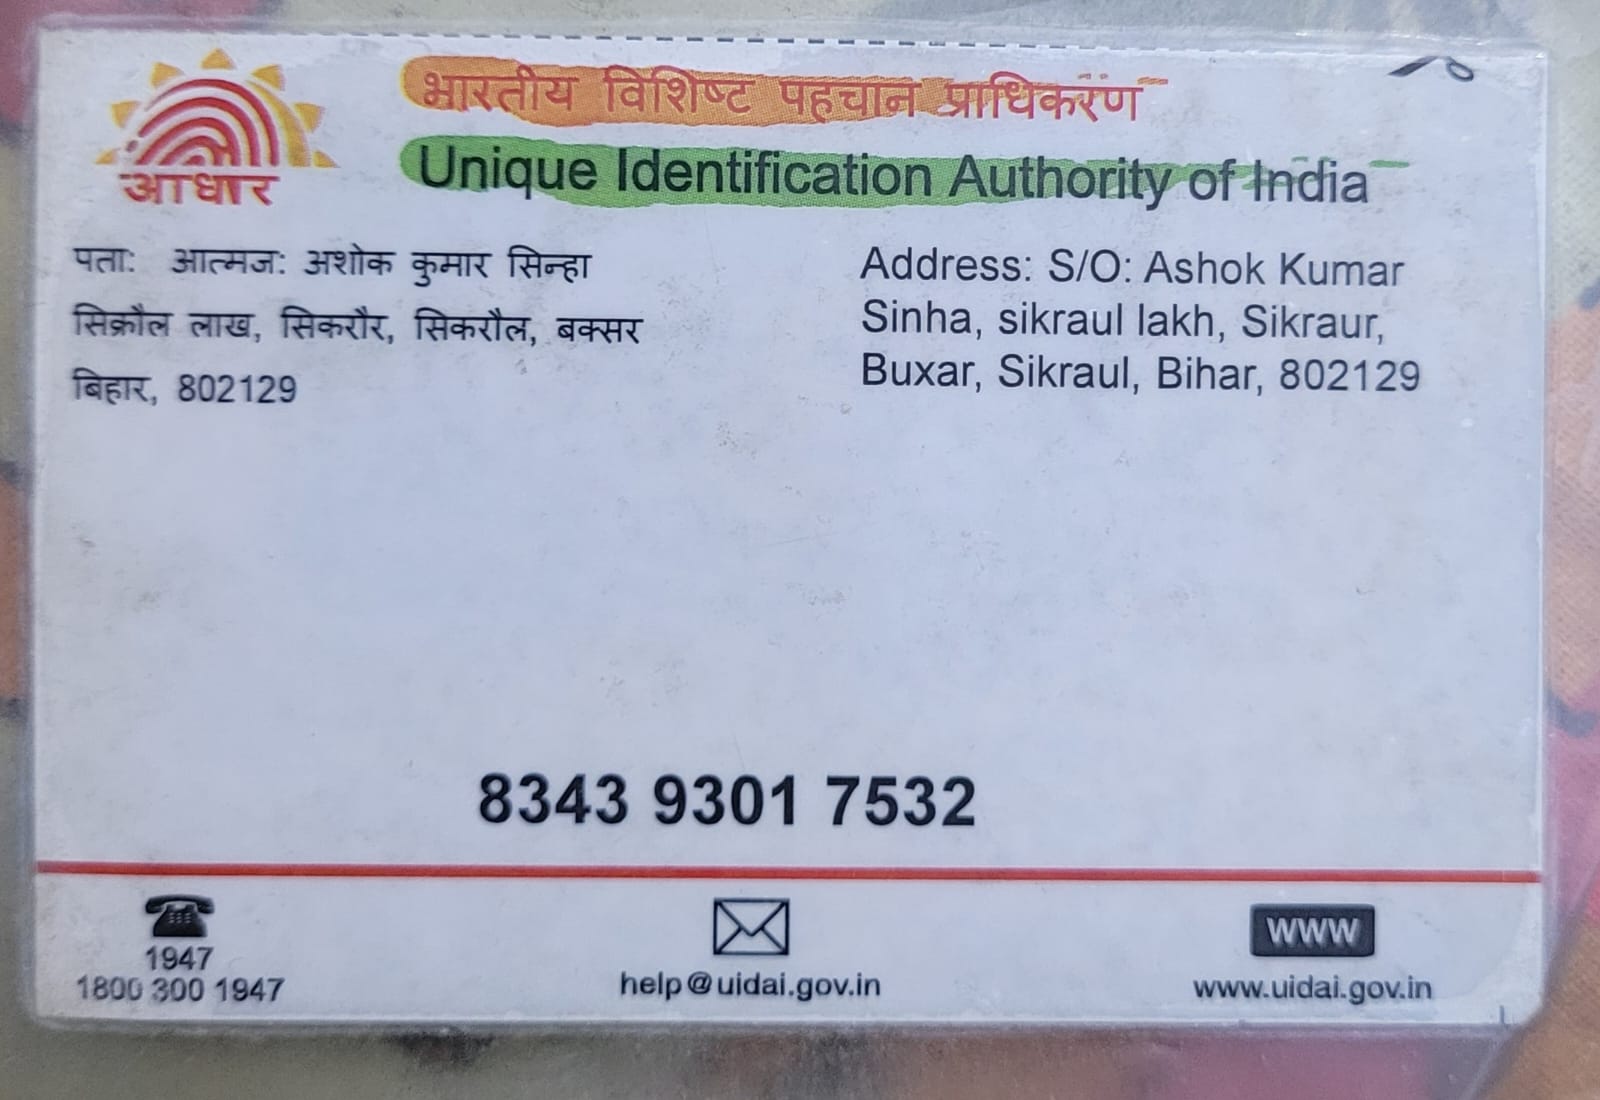 आधार
भारतीय विशिष्ट पहचान प्राधिकरण
Unique Identification Authority of India
पता: आत्मज: अशोक कुमार सिन्हा
सिक्रौल लाख, सिकरौर, सिकरौल, बक्सर
बिहार, 802129
Address: S/O: Ashok Kumar
Sinha, sikraul lakh, Sikraur,
Buxar, Sikraul, Bihar, 802129
8343 9301 7532
1947
1800 300 1947
help@uidai.gov.in
WWW
www.uidai.gov.in